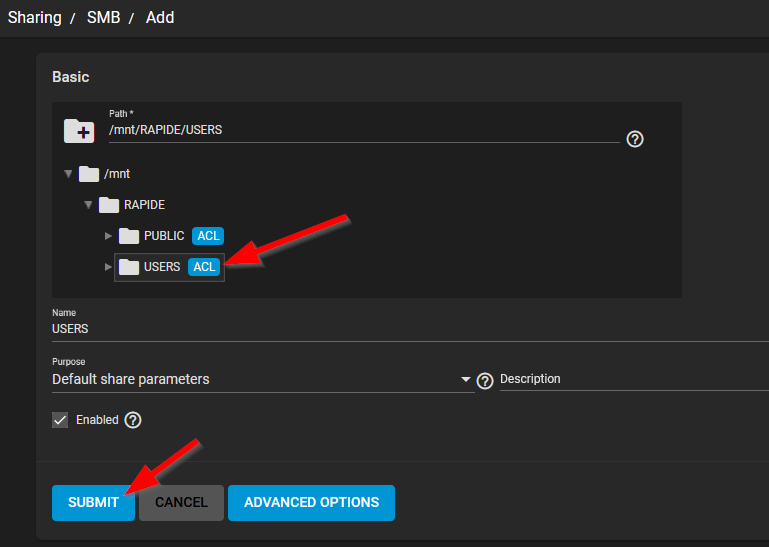 Sharing / SMB / Add
Basic
Path *
/mnt/RAPIDE/USERS
/mnt
RAPIDE
PUBLIC ACL
USERS ACL
Name
USERS
Purpose
Default share parameters
Description
Enabled
SUBMIT CANCEL ADVANCED OPTIONS